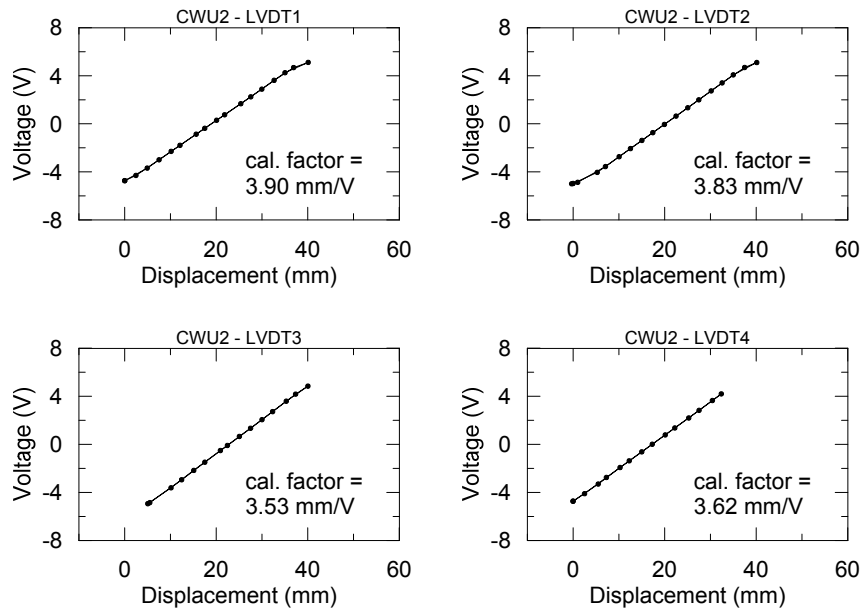 CWU2 - LVDT1
8
4
0
-4
-8
Voltage (V)
cal. factor =
3.90 mm/V
0 20 40 60
Displacement (mm)
CWU2 - LVDT2
8
4
0
-4
-8
Voltage (V)
cal. factor =
3.83 mm/V
0 20 40 60
Displacement (mm)
CWU2 - LVDT3
8
4
0
-4
-8
Voltage (V)
cal. factor =
3.53 mm/V
0 20 40 60
Displacement (mm)
CWU2 - LVDT4
8
4
0
-4
-8
Voltage (V)
cal. factor =
3.62 mm/V
0 20 40 60
Displacement (mm)